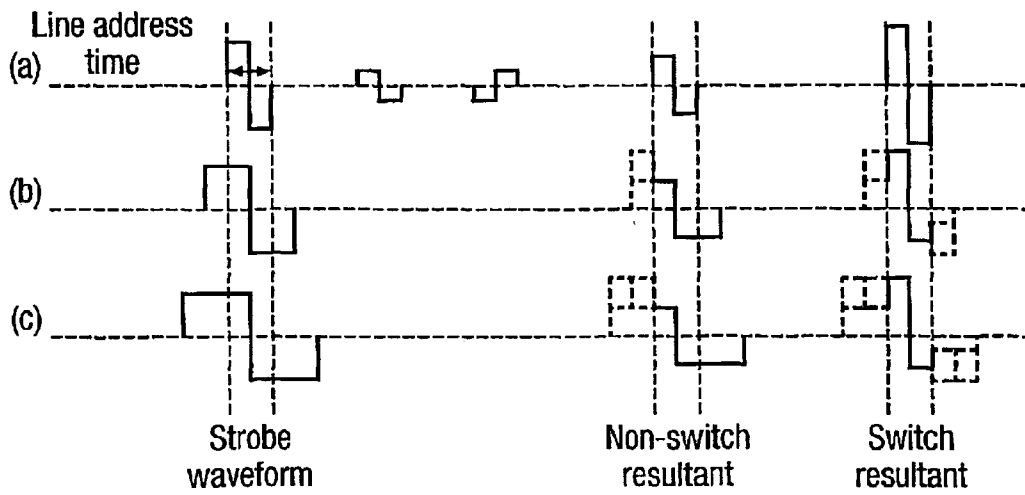 Line address
time
(a)
(b)
(c)
Strobe
waveform
Non-switch
resultant
Switch
resultant